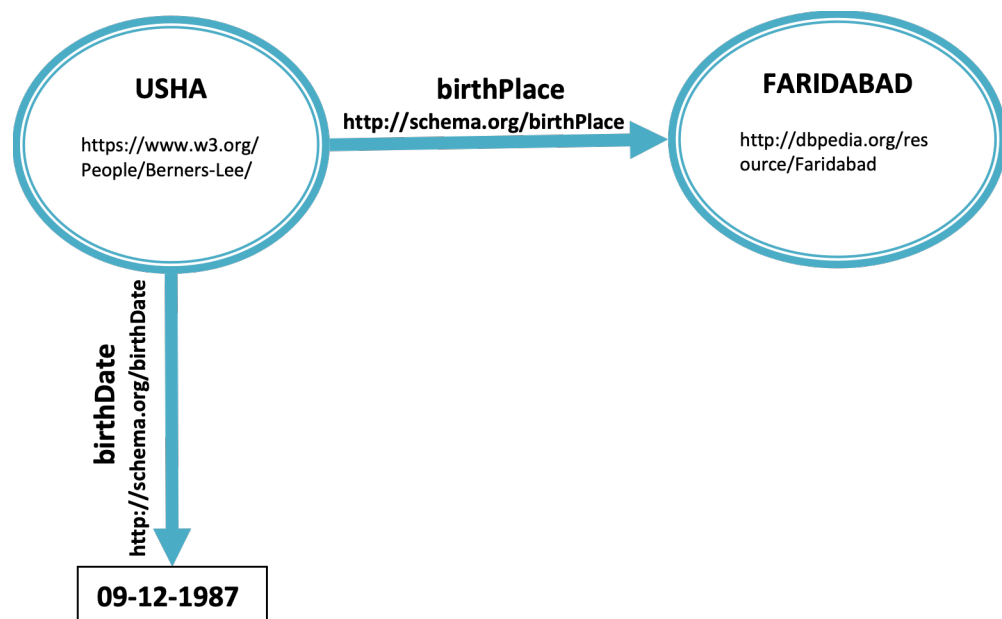 USHA
https://www.w3.org/
People/Berners-Lee/
birthPlace
http://schema.org/birthPlace
FARIDABAD
http://dbpedia.org/res
ource/Faridabad
birthDate
http://schema.org/birthDate
09-12-1987